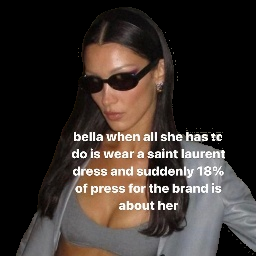 bella when all she has to
do is wear a saint laurent
dress and suddenly 18%
of press for the brand is
about her